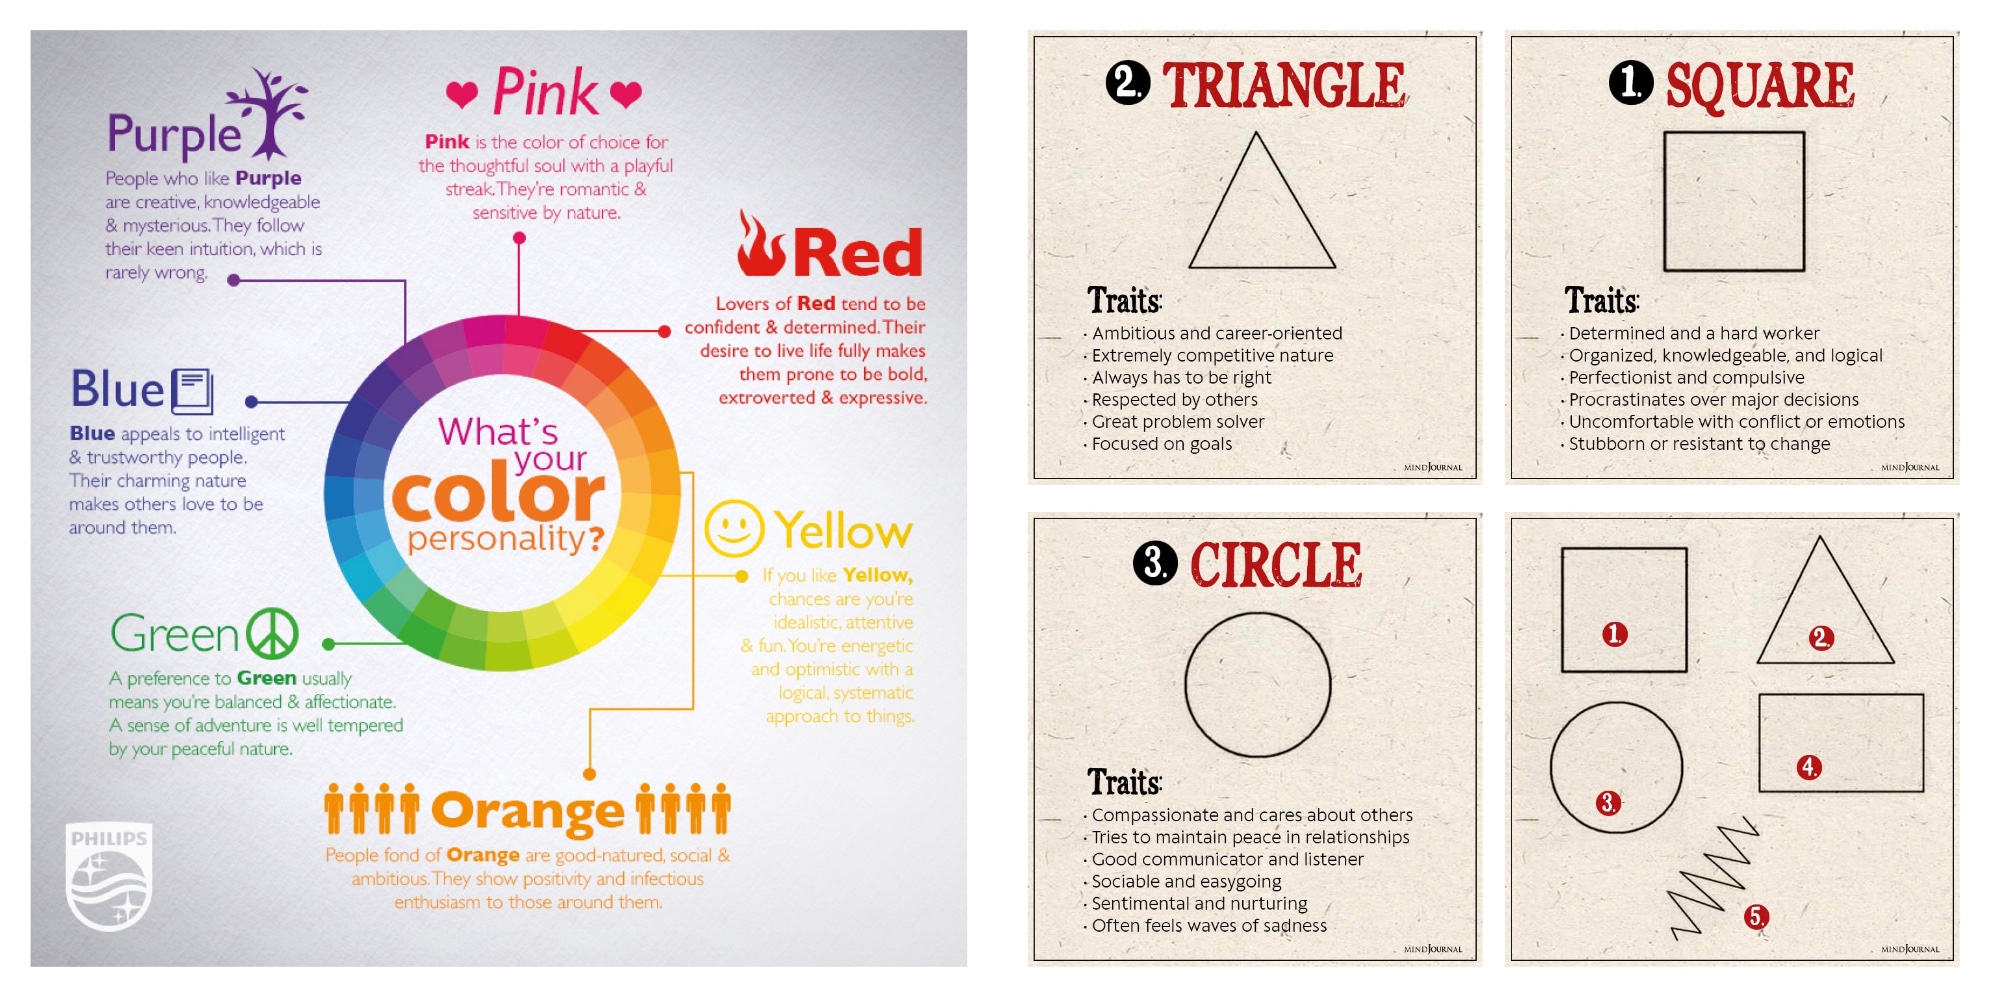 Purple
People who like Purple
are creative, knowledgeable
& mysterious. They follow
their keen intuition, which is
rarely wrong.
Pink
Pink is the color of choice for
the thoughtful soul with a playful
streak. They're romantic &
sensitive by nature.
Red
Lovers of Red tend to be
confident & determined. Their
desire to live life fully makes
them prone to be bold,
extroverted & expressive.
Blue
Blue appeals to intelligent
& trustworthy people.
Their charming nature
makes others love to be
around them.
What's
your
color
personality?
Yellow
If you like Yellow,
chances are you're
idealistic, attentive
& fun. You're energetic
and optimistic with a
logical, systematic
approach to things.
Green
A preference to Green usually
means you're balanced & affectionate.
A sense of adventure is well tempered
by your peaceful nature.
Orange
People fond of Orange are good-natured, social &
ambitious. They show positivity and infectious
enthusiasm to those around them.
PHILIPS
2. TRIANGLE
Traits:
· Ambitious and career-oriented
· Extremely competitive nature
· Always has to be right
· Respected by others
· Great problem solver
· Focused on goals
MINDJOURNAL
1. SQUARE
Traits:
· Determined and a hard worker
· Organized, knowledgeable, and logical
· Perfectionist and compulsive
· Procrastinates over major decisions
· Uncomfortable with conflict or emotions
· Stubborn or resistant to change
MINDJOURNAL
3. CIRCLE
Traits:
· Compassionate and cares about others
· Tries to maintain peace in relationships
· Good communicator and listener
· Sociable and easygoing
· Sentimental and nurturing
· Often feels waves of sadness
MINDJOURNAL
1.
2.
3.
4.
5.
MINDJOURNAL